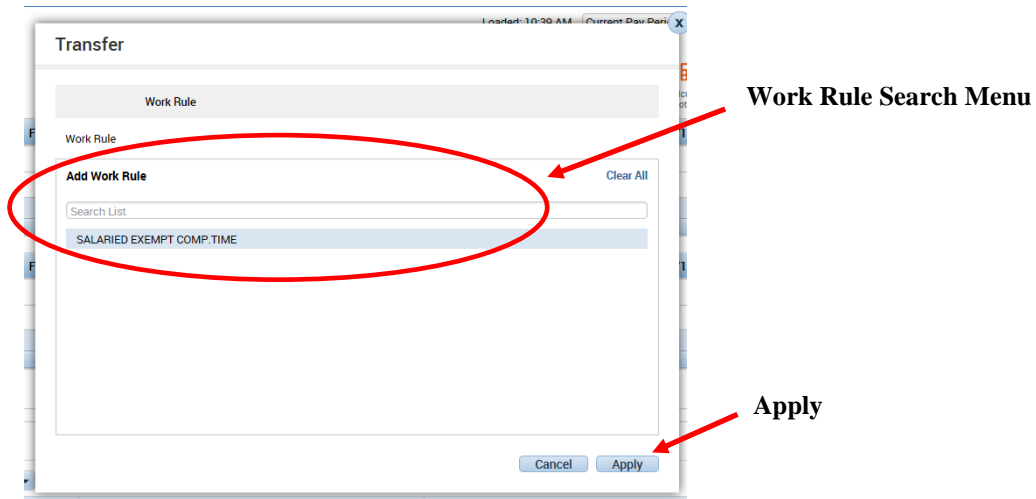 Loaded: 10:39 AM Current Pay Peri
x
Transfer
Work Rule
Work Rule Search Menu
Work Rule
Add Work Rule Clear All
Search List
SALARIED EXEMPT COMP.TIME
Apply
Cancel Apply